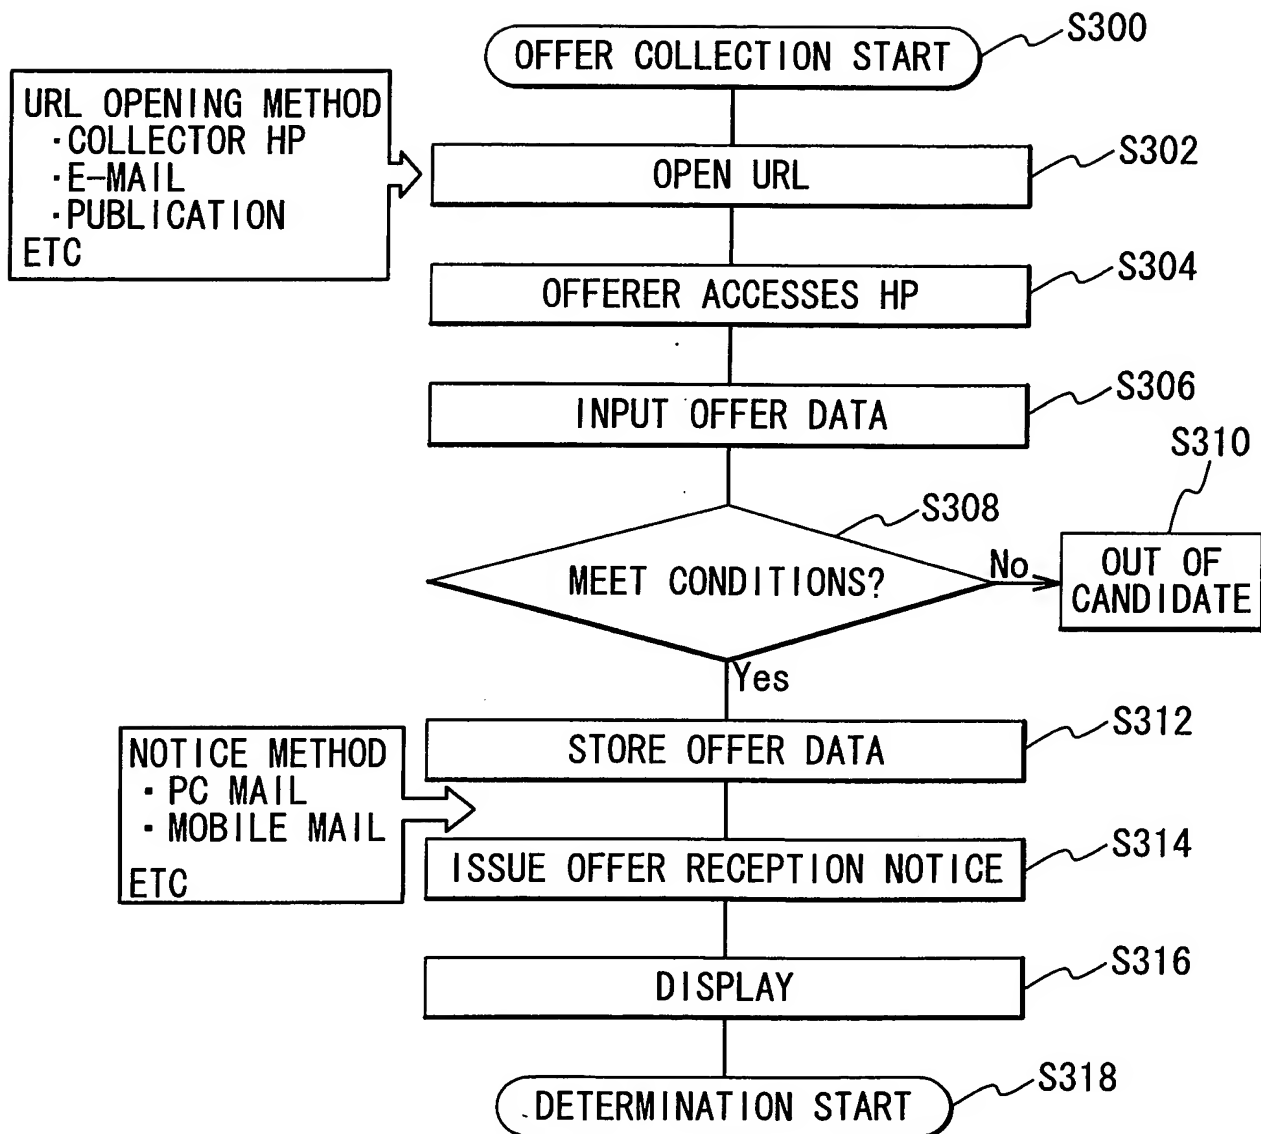 OFFER COLLECTION START
S300
URL OPENING METHOD
・COLLECTOR HP
・E-MAIL
・PUBLICATION
ETC
OPEN URL
S302
OFFERER ACCESSES HP
S304
INPUT OFFER DATA
S306
MEET CONDITIONS?
S308
No
OUT OF
CANDIDATE
S310
Yes
STORE OFFER DATA
S312
NOTICE METHOD
・PC MAIL
・MOBILE MAIL
ETC
ISSUE OFFER RECEPTION NOTICE
S314
DISPLAY
S316
DETERMINATION START
S318